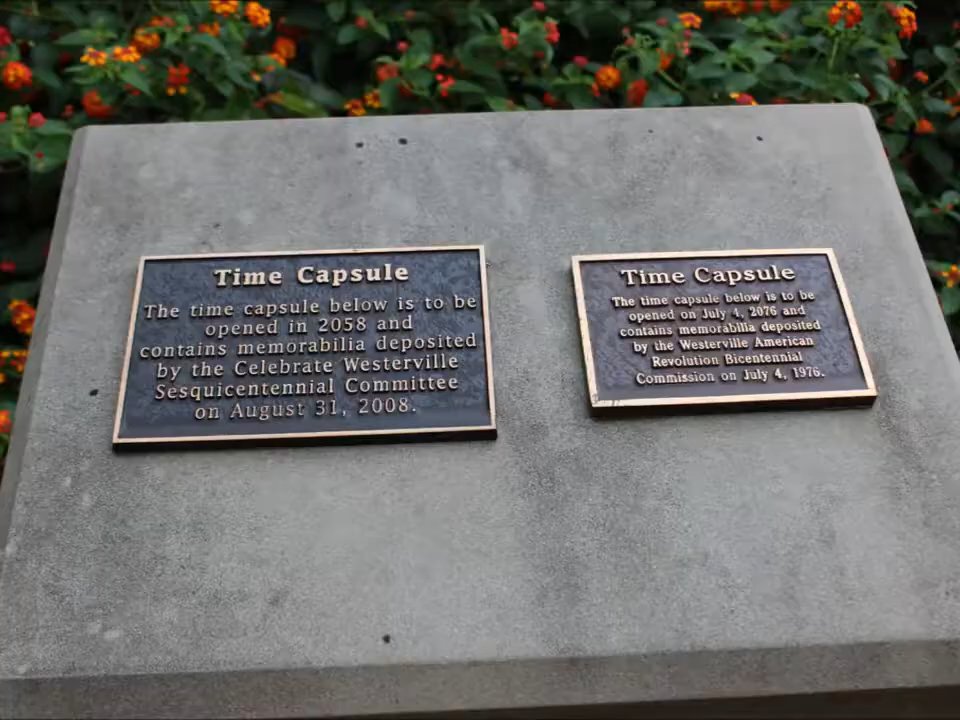 Time Capsule
The time capsule below is to be
opened in 2058 and
contains memorabilia deposited
by the Celebrate Westerville
Sesquicentennial Committee
on August 31, 2008.
Time Capsule
The time capsule below is to be
opened on July 4, 2076 and
contains memorabilia deposited
by the Westerville American
Revolution Bicentennial
Commission on July 4, 1976.